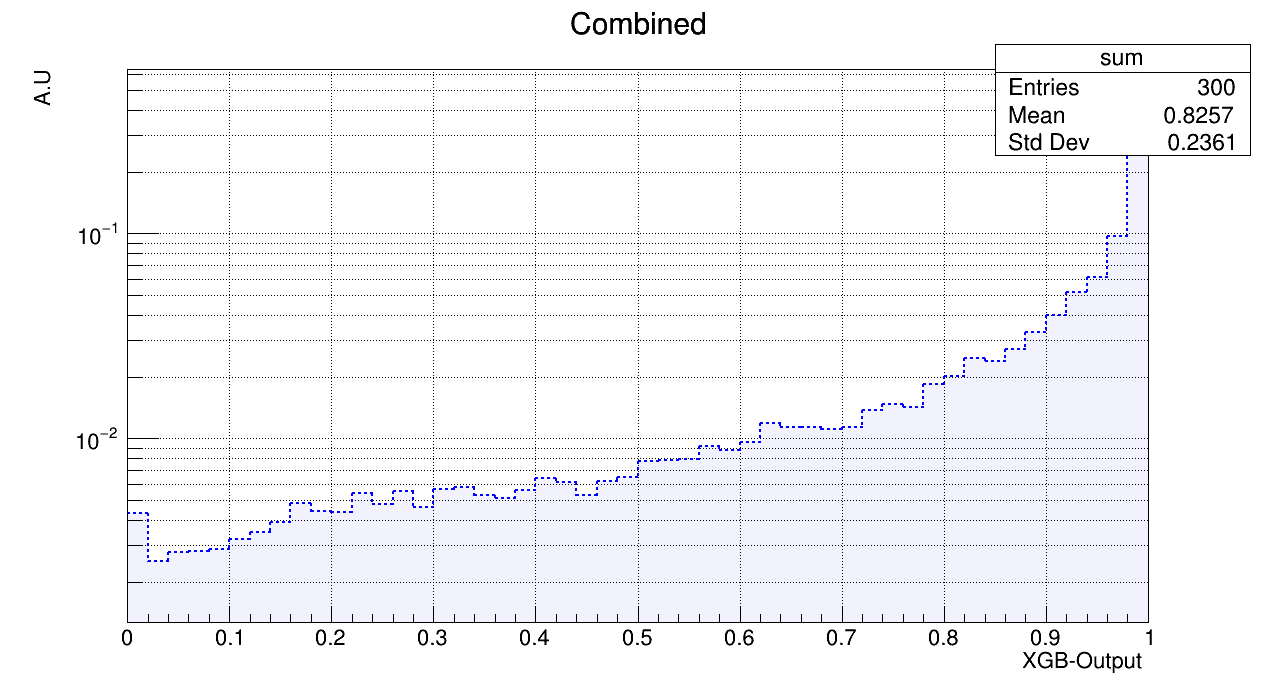 Combined
A.U
sum
Entries 300
Mean 0.8257
Std Dev 0.2361
10−1
10−2
0 0.1 0.2 0.3 0.4 0.5 0.6 0.7 0.8 0.9 1
XGB-Output